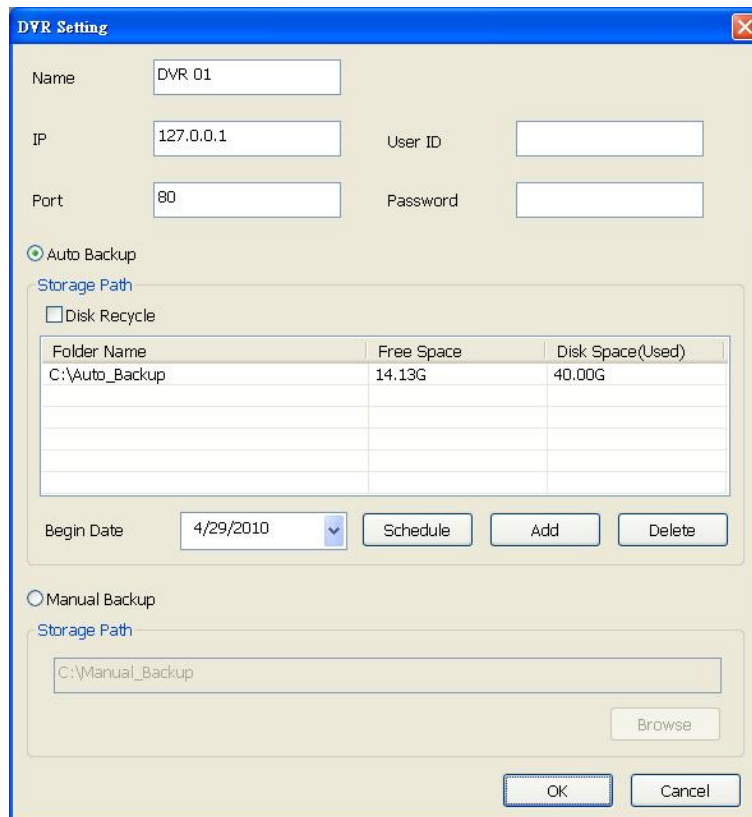 DVR Setting
Name DVR 01
IP 127.0.0.1 User ID
Port 80 Password
Auto Backup
Storage Path
Disk Recycle
Folder Name Free Space Disk Space(Used)
C:\Auto_Backup 14.13G 40.00G
Begin Date 4/29/2010 Schedule Add Delete
Manual Backup
Storage Path
C:\Manual_Backup
Browse
OK Cancel